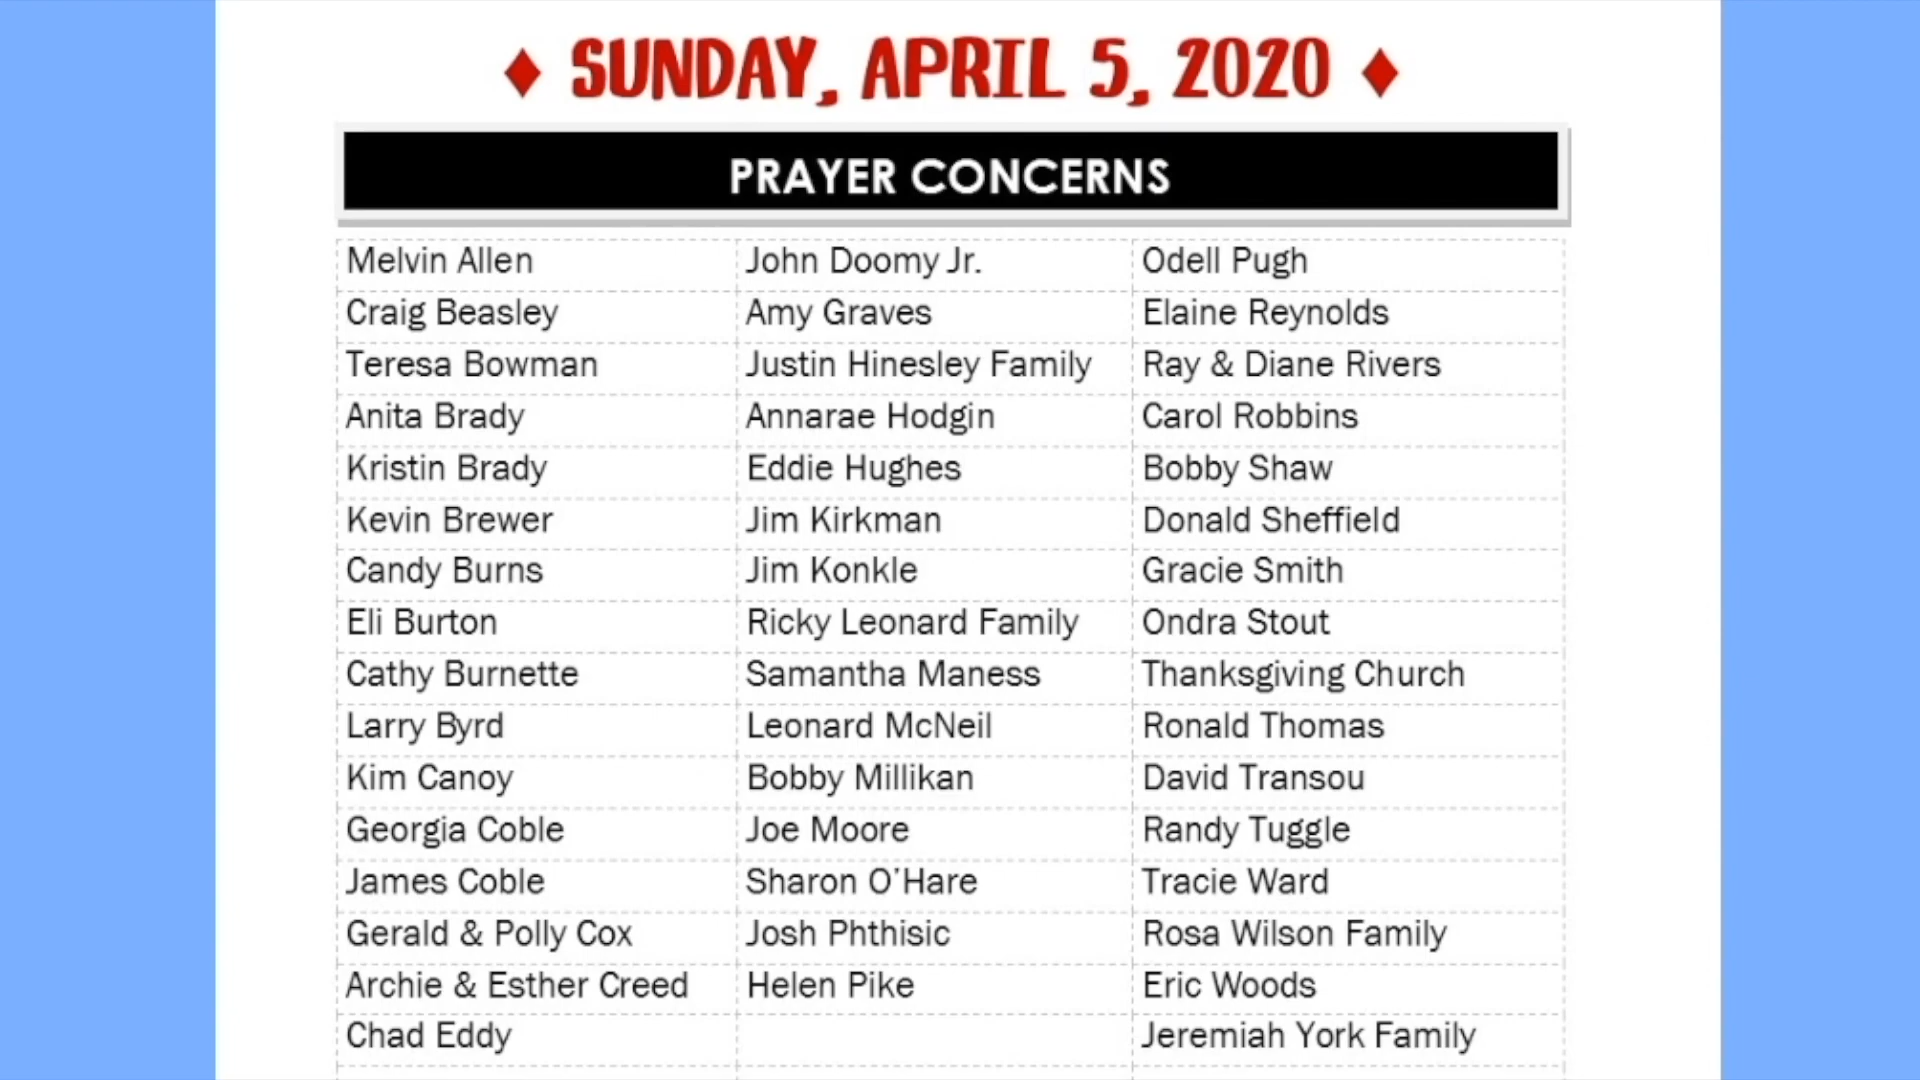 ♦ SUNDAY, APRIL 5, 2020 ♦
PRAYER CONCERNS
Melvin Allen John Doomy Jr. Odell Pugh
Craig Beasley Amy Graves Elaine Reynolds
Teresa Bowman Justin Hinesley Family Ray & Diane Rivers
Anita Brady Annarae Hodgin Carol Robbins
Kristin Brady Eddie Hughes Bobby Shaw
Kevin Brewer Jim Kirkman Donald Sheffield
Candy Burns Jim Konkle Gracie Smith
Eli Burton Ricky Leonard Family Ondra Stout
Cathy Burnette Samantha Maness Thanksgiving Church
Larry Byrd Leonard McNeil Ronald Thomas
Kim Canoy Bobby Millikan David Transou
Georgia Coble Joe Moore Randy Tuggle
James Coble Sharon O'Hare Tracie Ward
Gerald & Polly Cox Josh Phthisic Rosa Wilson Family
Archie & Esther Creed Helen Pike Eric Woods
Chad Eddy Jeremiah York Family